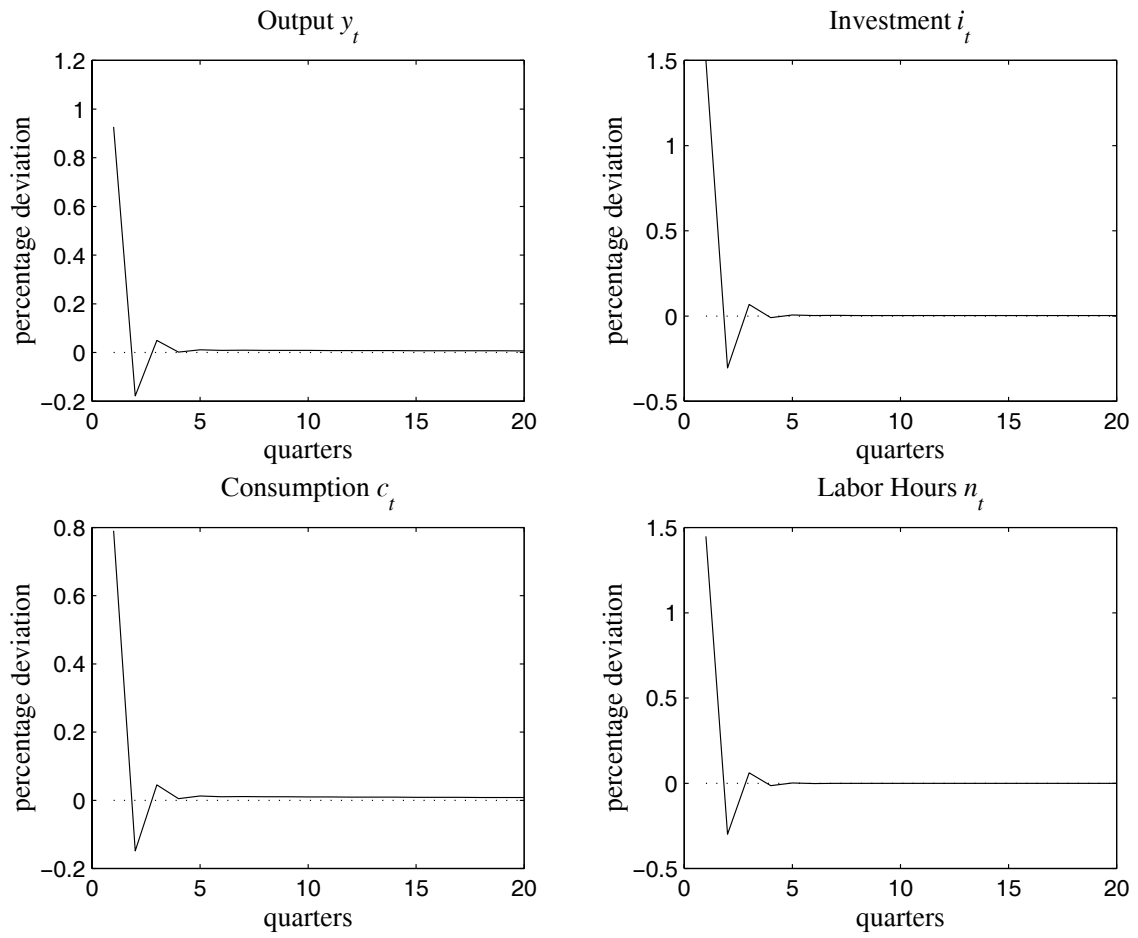 Output y_t
percentage deviation
1.2
1
0.8
0.6
0.4
0.2
0
−0.2
0 5 10 15 20
quarters
Investment i_t
percentage deviation
1.5
1
0.5
0
−0.5
0 5 10 15 20
quarters
Consumption c_t
percentage deviation
0.8
0.6
0.4
0.2
0
−0.2
0 5 10 15 20
quarters
Labor Hours n_t
percentage deviation
1.5
1
0.5
0
−0.5
0 5 10 15 20
quarters